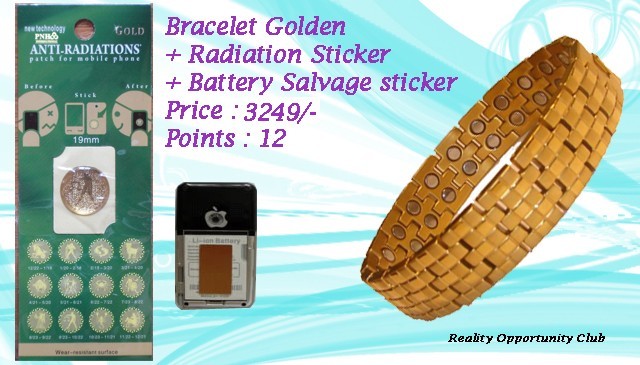 new technology
GOLD
PNB
ANTI-RADIATIONS
patch for mobile phone
Before
Stick
After
19mm
Wear-resistant surface
Bracelet Golden
+ Radiation Sticker
+ Battery Salvage sticker
Price : 3249/-
Points : 12
Li-ion Battery
Reality Opportunity Club